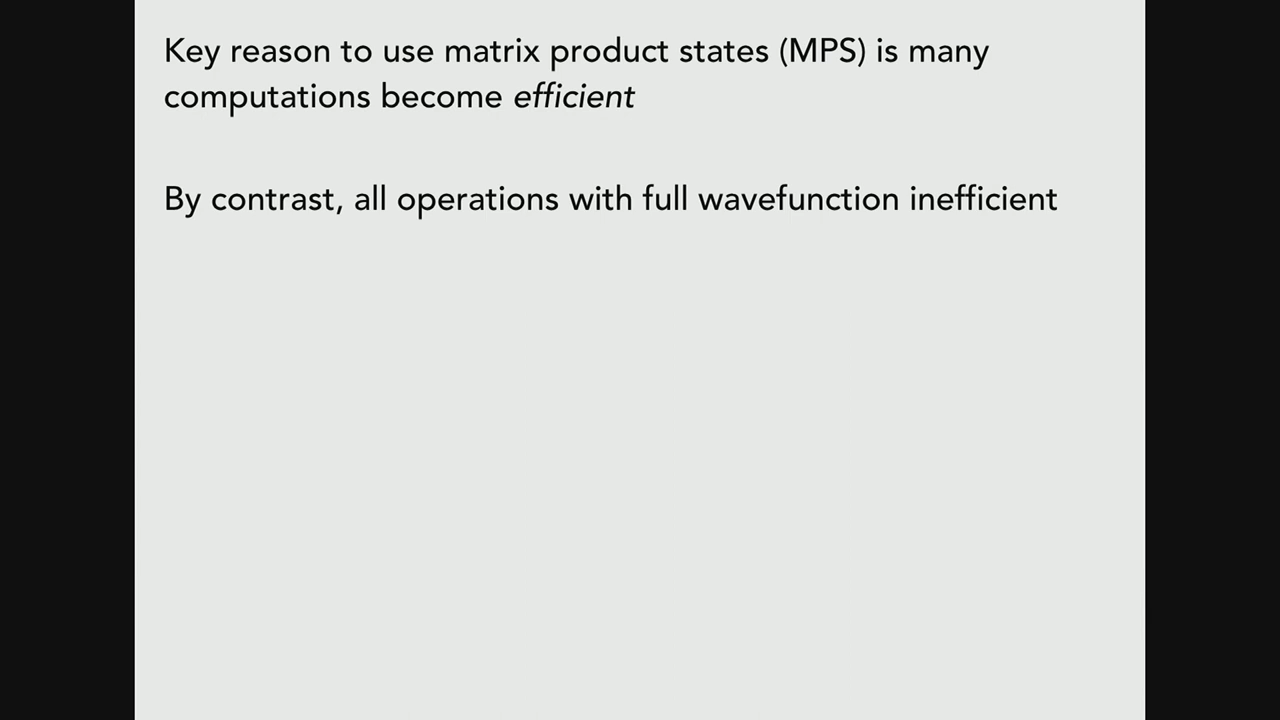 Key reason to use matrix product states (MPS) is many
computations become efficient
By contrast, all operations with full wavefunction inefficient